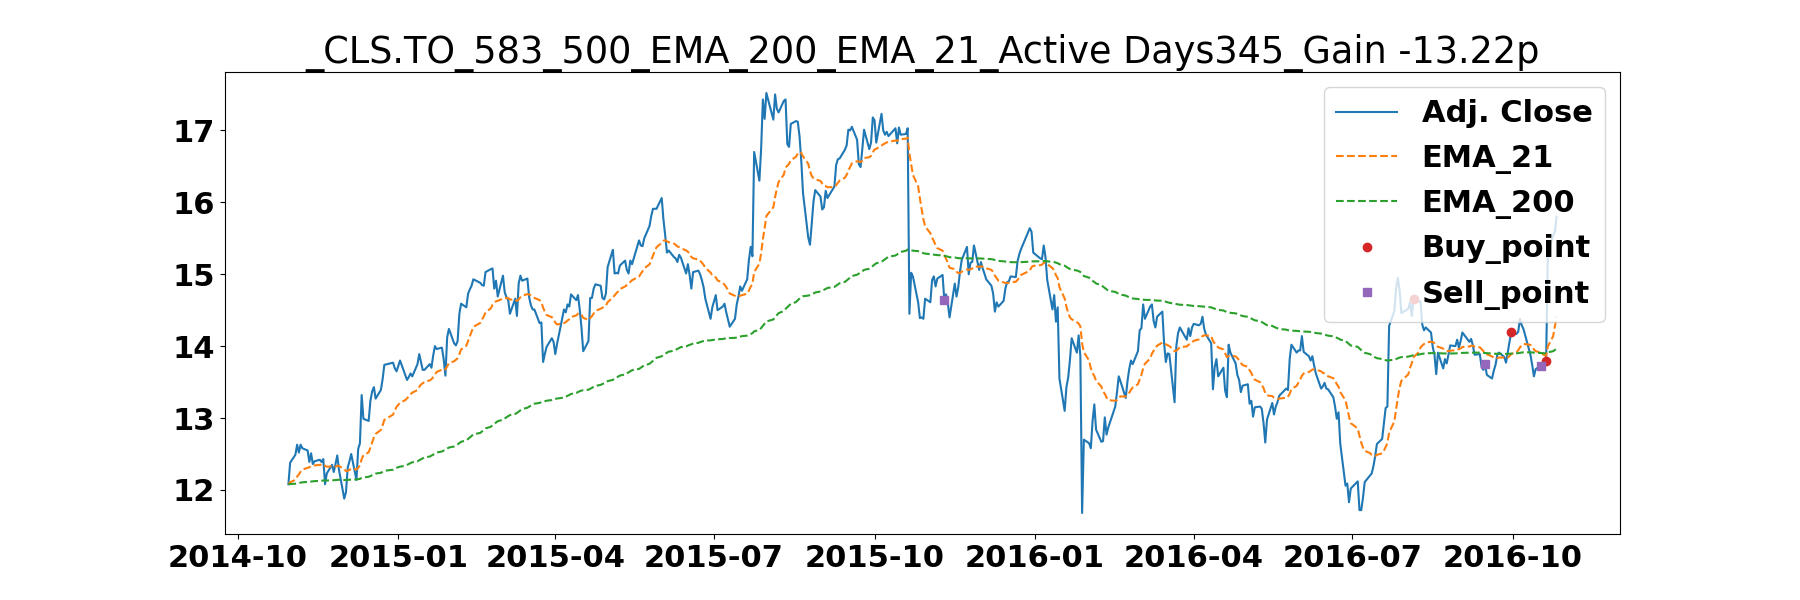 _CLS.TO_583_500_EMA_200_EMA_21_Active Days345_Gain -13.22p
17
16
15
14
13
12
Adj. Close
EMA_21
EMA_200
Buy_point
Sell_point
2014-10 2015-01 2015-04 2015-07 2015-10 2016-01 2016-04 2016-07 2016-10